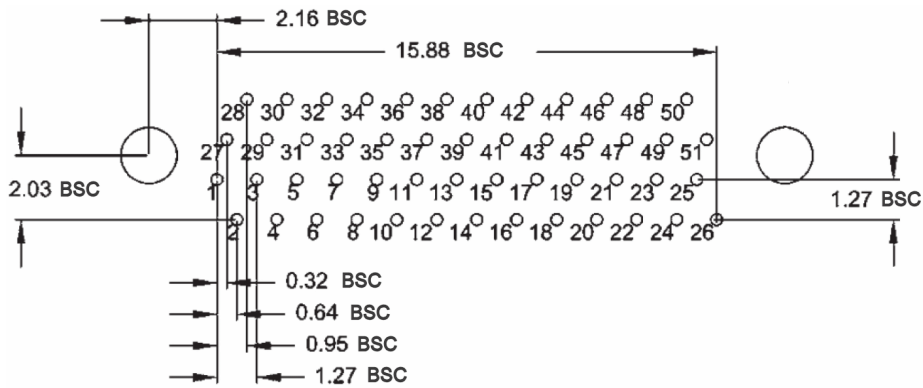 2.16 BSC
15.88 BSC
28 30 32 34 36 38 40 42 44 46 48 50
27 29 31 33 35 37 39 41 43 45 47 49 51
1 3 5 7 9 11 13 15 17 19 21 23 25
2.03 BSC
1.27 BSC
2 4 6 8 10 12 14 16 18 20 22 24 26
0.32 BSC
0.64 BSC
0.95 BSC
1.27 BSC